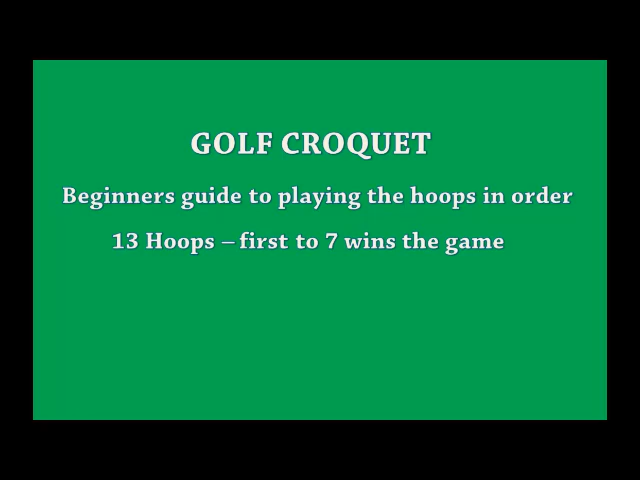 GOLF CROQUET
Beginners guide to playing the hoops in order
13 Hoops – first to 7 wins the game